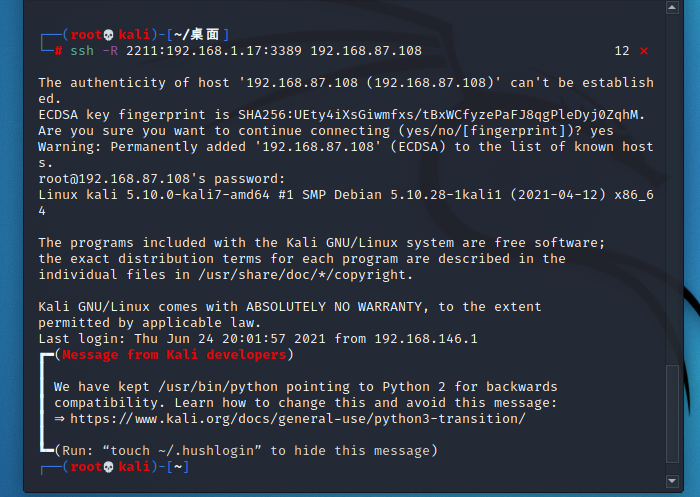 ┌──(root💀kali)-[~/桌面]
└─# ssh -R 2211:192.168.1.17:3389 192.168.87.108 12 ⨯
The authenticity of host '192.168.87.108 (192.168.87.108)' can't be establish
ed.
ECDSA key fingerprint is SHA256:UEty4iXsGiwmfxs/tBxWCfyzePaFJ8qgPleDyj0ZqhM.
Are you sure you want to continue connecting (yes/no/[fingerprint])? yes
Warning: Permanently added '192.168.87.108' (ECDSA) to the list of known host
s.
root@192.168.87.108's password:
Linux kali 5.10.0-kali7-amd64 #1 SMP Debian 5.10.28-1kali1 (2021-04-12) x86_6
4
The programs included with the Kali GNU/Linux system are free software;
the exact distribution terms for each program are described in the
individual files in /usr/share/doc/*/copyright.
Kali GNU/Linux comes with ABSOLUTELY NO WARRANTY, to the extent
permitted by applicable law.
Last login: Thu Jun 24 20:01:57 2021 from 192.168.146.1
┏━(Message from Kali developers)
┃ We have kept /usr/bin/python pointing to Python 2 for backwards
┃ compatibility. Learn how to change this and avoid this message:
┃ ⇒ https://www.kali.org/docs/general-use/python3-transition/
┗━(Run: “touch ~/.hushlogin” to hide this message)
┌──(root💀kali)-[~]